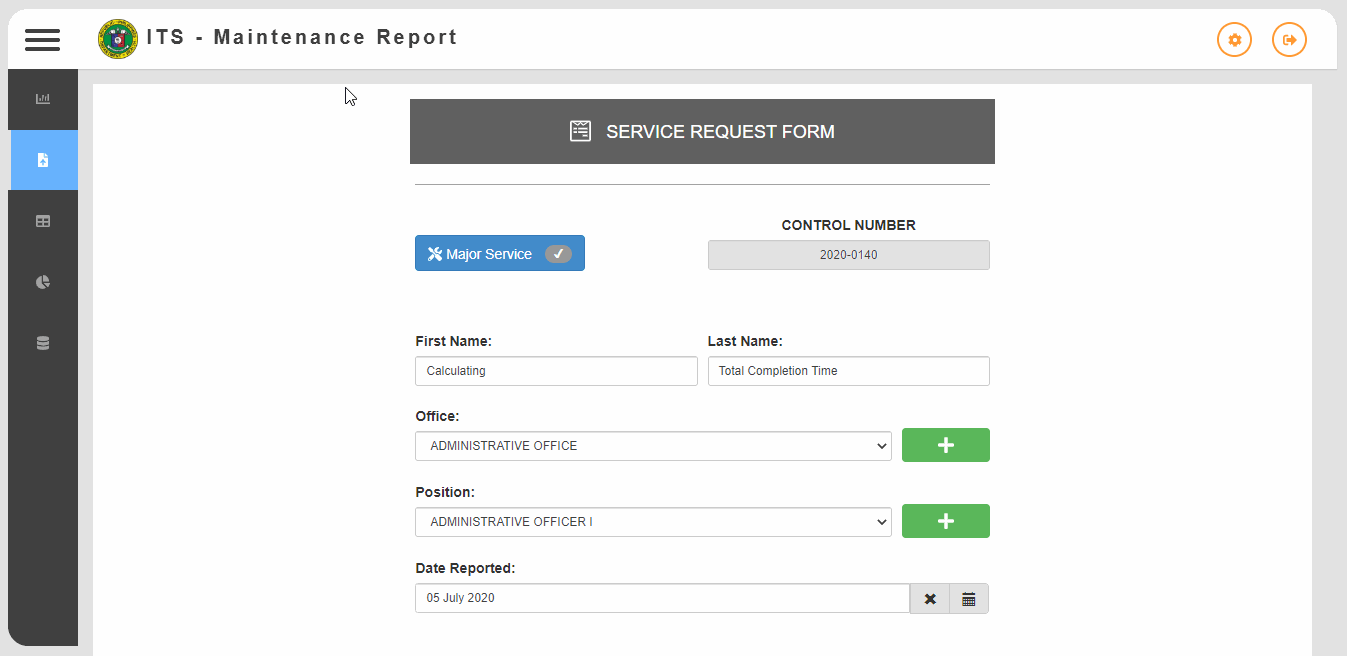 ITS - Maintenance Report
SERVICE REQUEST FORM
CONTROL NUMBER
Major Service
2020-0140
First Name:
Last Name:
Calculating
Total Completion Time
Office:
ADMINISTRATIVE OFFICE
Position:
ADMINISTRATIVE OFFICER I
Date Reported:
05 July 2020